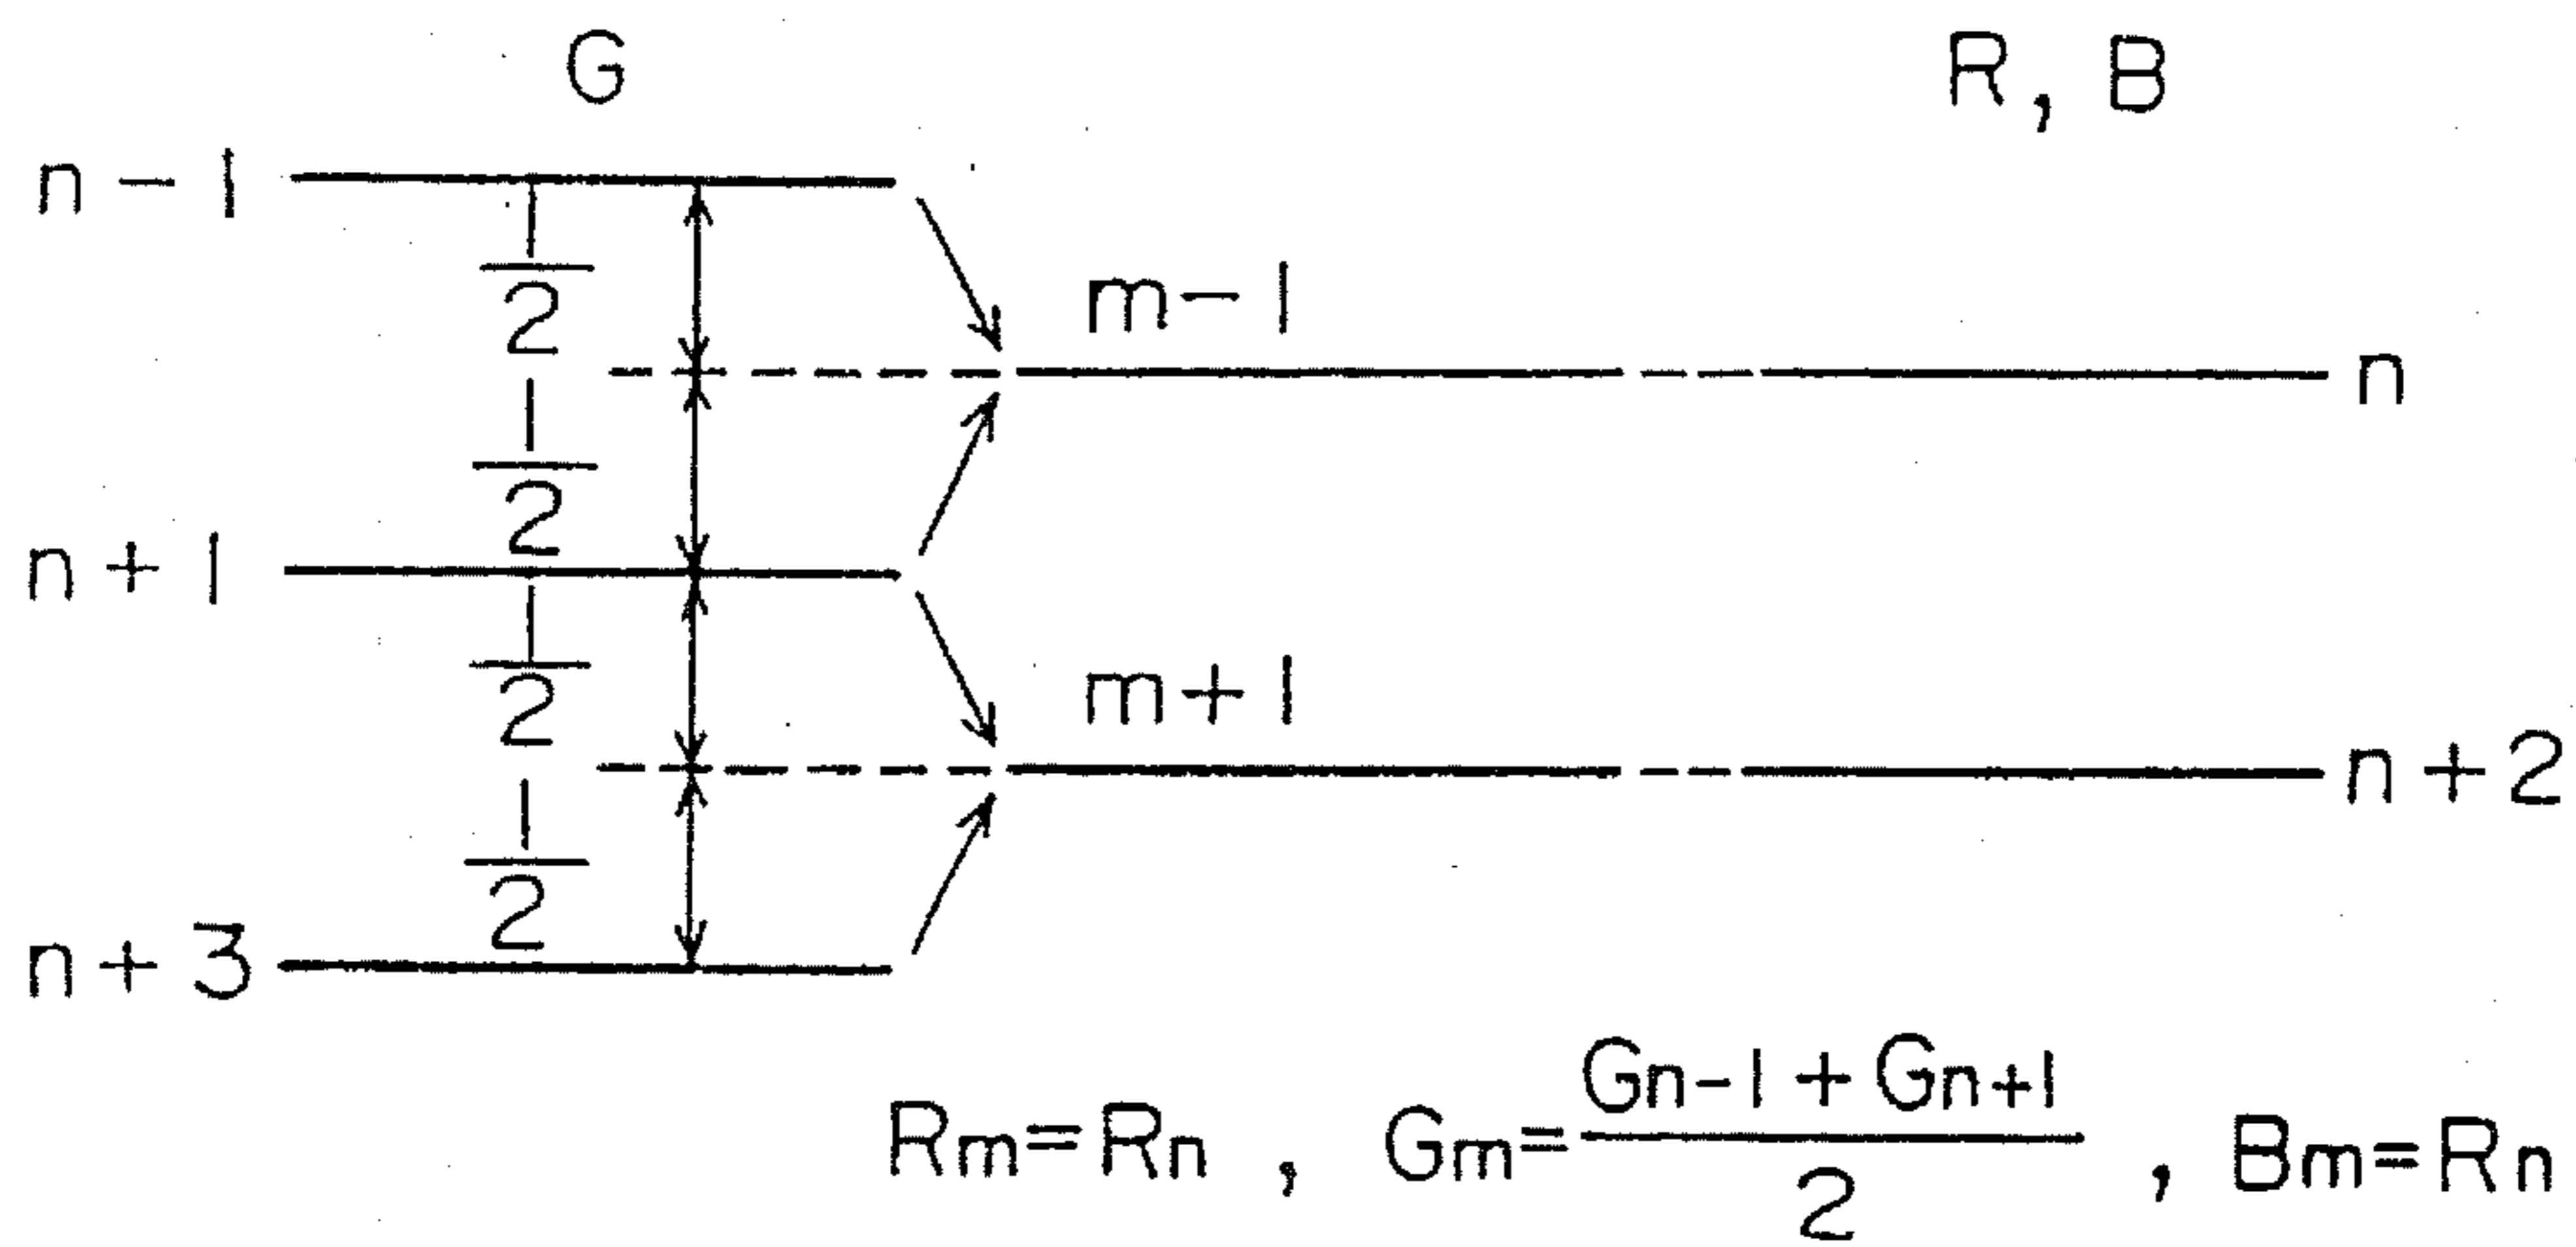 G R, B
n-1
1/2
m-1
n
1/2
n+1
1/2
m+1
n+2
1/2
n+3
Rm=Rn , Gm=(Gn-1+Gn+1)/2 , Bm=Rn